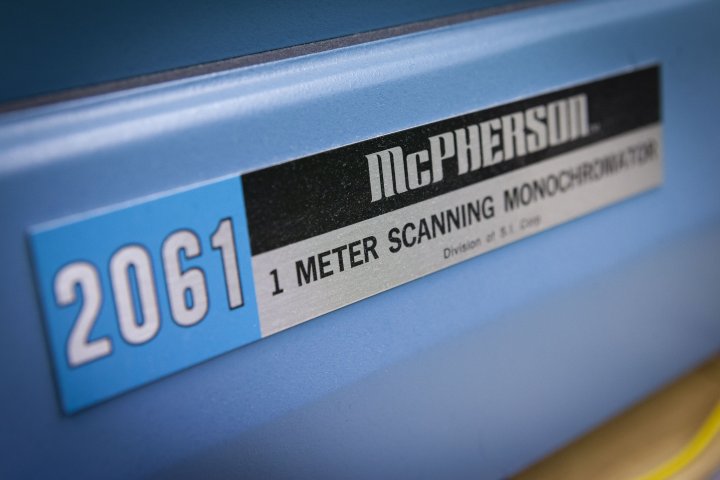 2061
McPHERSON
1 METER SCANNING MONOCHROMATOR
Division of S.I. Corp